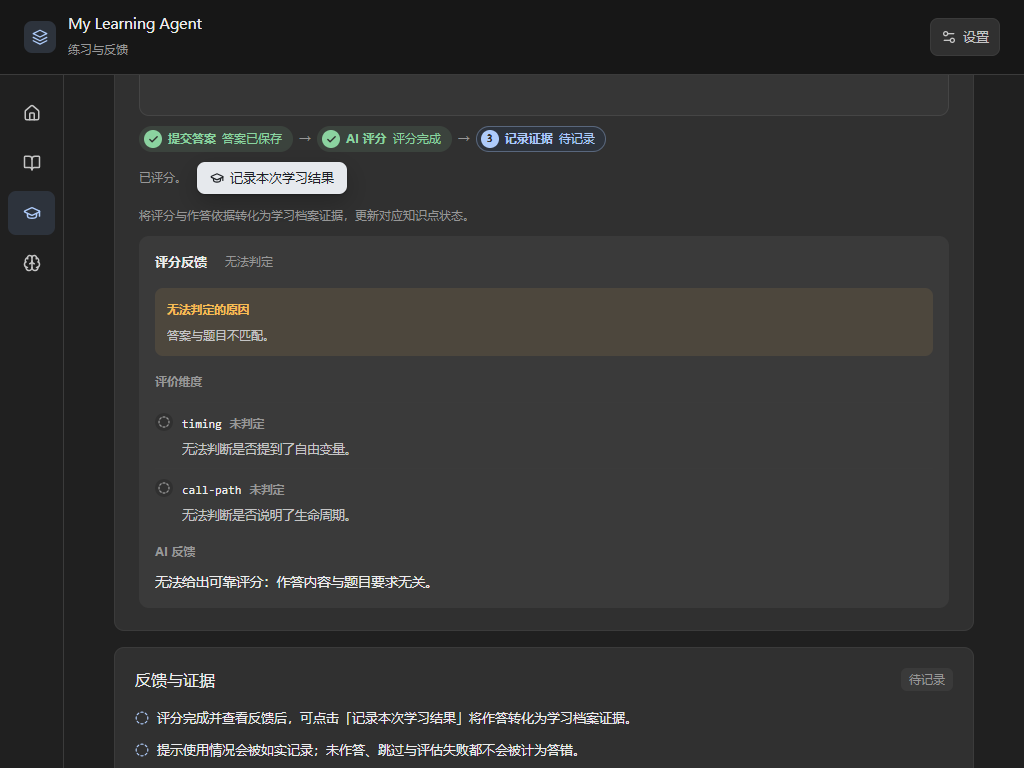 My Learning Agent
练习与反馈
设置
提交答案 答案已保存 → AI 评分 评分完成 → 3 记录证据 待记录
已评分。 记录本次学习结果
将评分与作答依据转化为学习档案证据，更新对应知识点状态。
评分反馈 无法判定
无法判定的原因
答案与题目不匹配。
评价维度
timing 未判定
无法判断是否提到了自由变量。
call-path 未判定
无法判断是否说明了生命周期。
AI 反馈
无法给出可靠评分：作答内容与题目要求无关。
反馈与证据 待记录
评分完成并查看反馈后，可点击「记录本次学习结果」将作答转化为学习档案证据。
提示使用情况会被如实记录；未作答、跳过与评估失败都不会被计为答错。